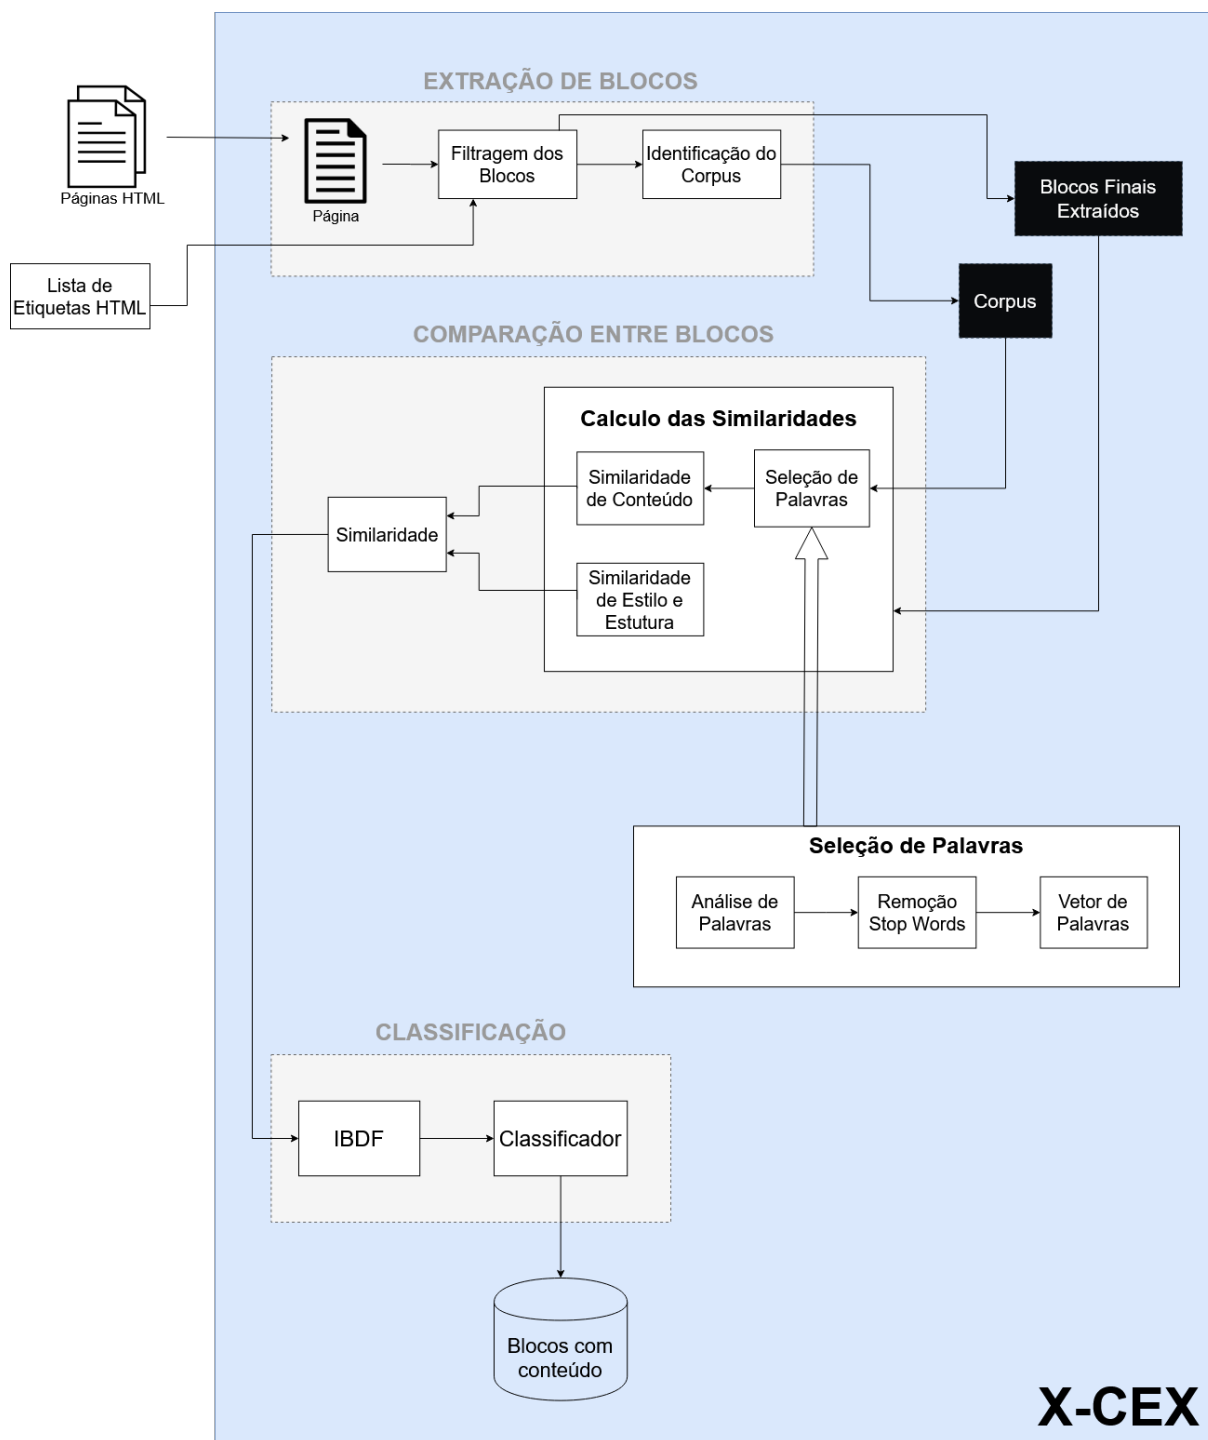 EXTRAÇÃO DE BLOCOS
Páginas HTML
Página
Filtragem dos
Blocos
Identificação do
Corpus
Blocos Finais
Extraídos
Lista de
Etiquetas HTML
Corpus
COMPARAÇÃO ENTRE BLOCOS
Calculo das Similaridades
Similaridade
de Conteúdo
Seleção de
Palavras
Similaridade
Similaridade
de Estilo e
Estutura
Seleção de Palavras
Análise de
Palavras
Remoção
Stop Words
Vetor de
Palavras
CLASSIFICAÇÃO
IBDF
Classificador
Blocos com
conteúdo
X-CEX